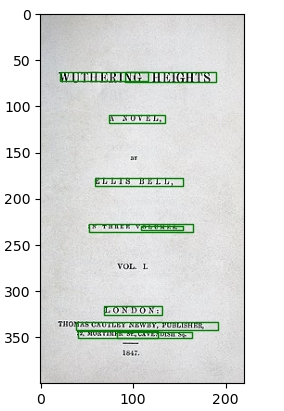 0
50
100
150
200
250
300
350
WUTHERING HEIGHTS
A NOVEL,
BY
ELLIS BELL,
IN THREE VOLUMES.
VOL. I.
LONDON:
THOMAS CAUTLEY NEWBY, PUBLISHER,
72, MORTIMER St., CAVENDISH Sq.
1847.
0 100 200